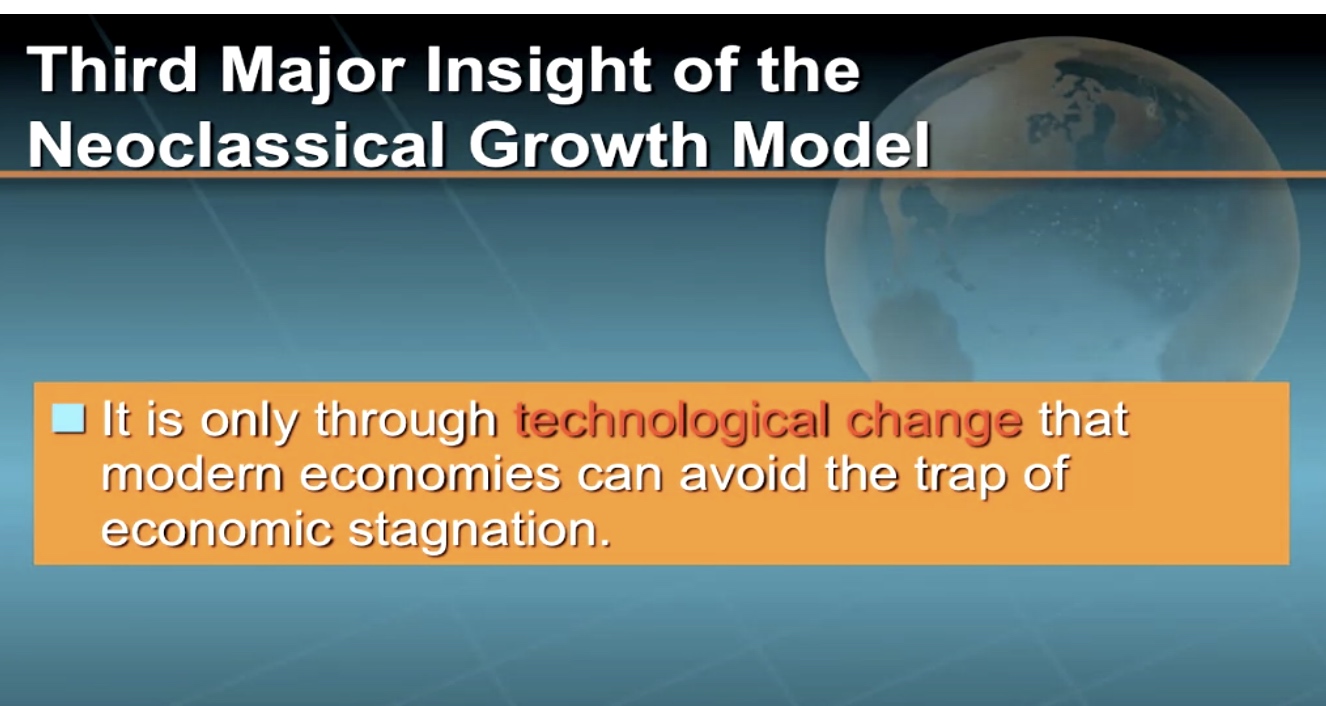 Third Major Insight of the
Neoclassical Growth Model
It is only through technological change that
modern economies can avoid the trap of
economic stagnation.